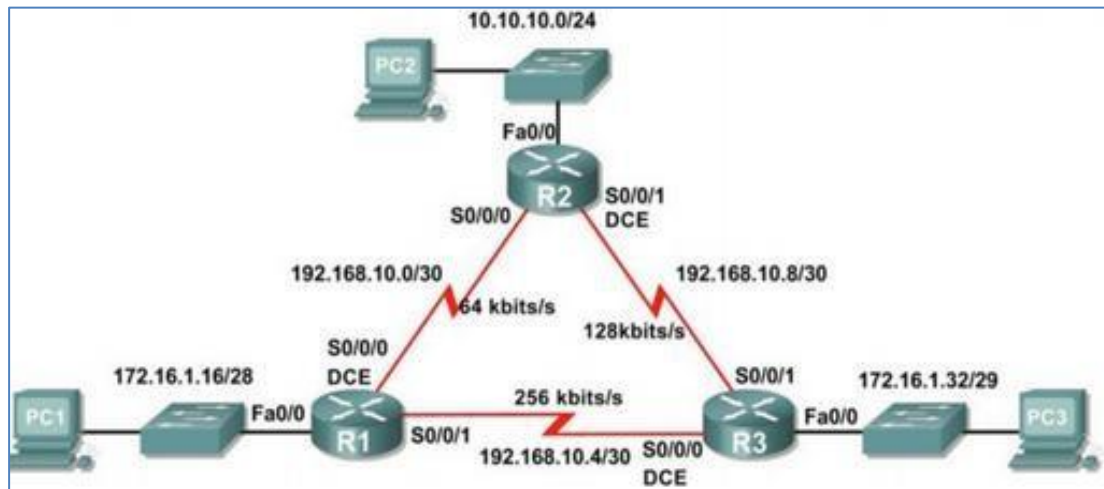 10.10.10.0/24
PC2
Fa0/0
R2
S0/0/0
S0/0/1
DCE
192.168.10.0/30
192.168.10.8/30
64 kbits/s
128kbits/s
S0/0/0
DCE
172.16.1.16/28
S0/0/1
172.16.1.32/29
256 kbits/s
PC1
Fa0/0
R1
S0/0/1
192.168.10.4/30
S0/0/0
DCE
R3
Fa0/0
PC3